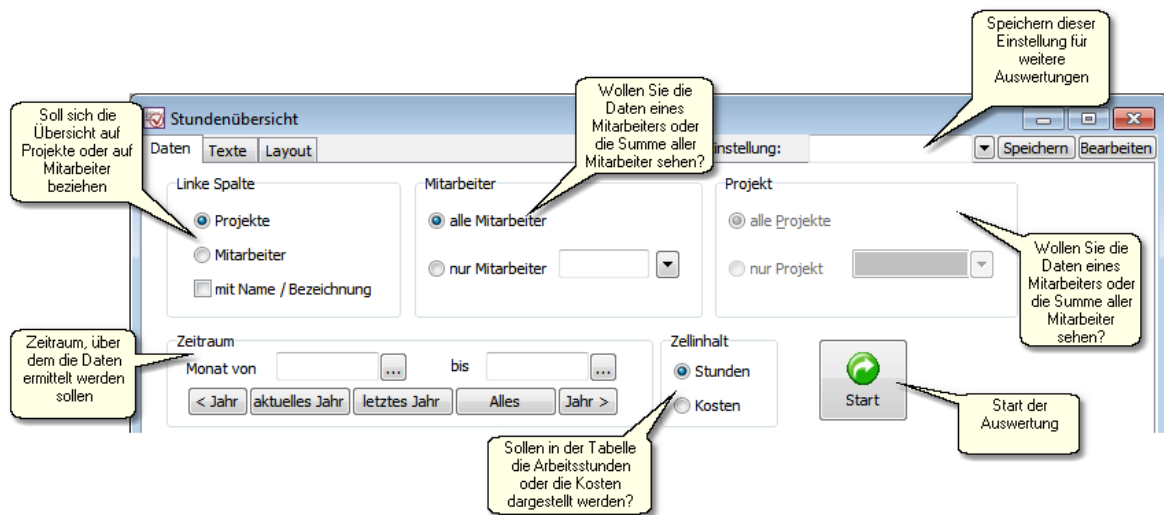 Speichern dieser
Einstellung für
weitere
Auswertungen
Wollen Sie die
Daten eines
Mitarbeiters oder
die Summe aller
Mitarbeiter sehen?
Soll sich die
Übersicht auf
Projekte oder auf
Mitarbeiter
beziehen
Stundenübersicht
Daten Texte Layout instellung: Speichern Bearbeiten
Linke Spalte
Projekte
Mitarbeiter
mit Name / Bezeichnung
Mitarbeiter
alle Mitarbeiter
nur Mitarbeiter
Projekt
alle Projekte
nur Projekt
Wollen Sie die
Daten eines
Mitarbeiters oder
die Summe aller
Mitarbeiter
sehen?
Zeitraum, über
dem die Daten
ermittelt werden
sollen
Zeitraum
Monat von ... bis ...
< Jahr aktuelles Jahr letztes Jahr Alles Jahr >
Zellinhalt
Stunden
Kosten
Start
Start der
Auswertung
Sollen in der Tabelle
die Arbeitsstunden
oder die Kosten
dargestellt werden?